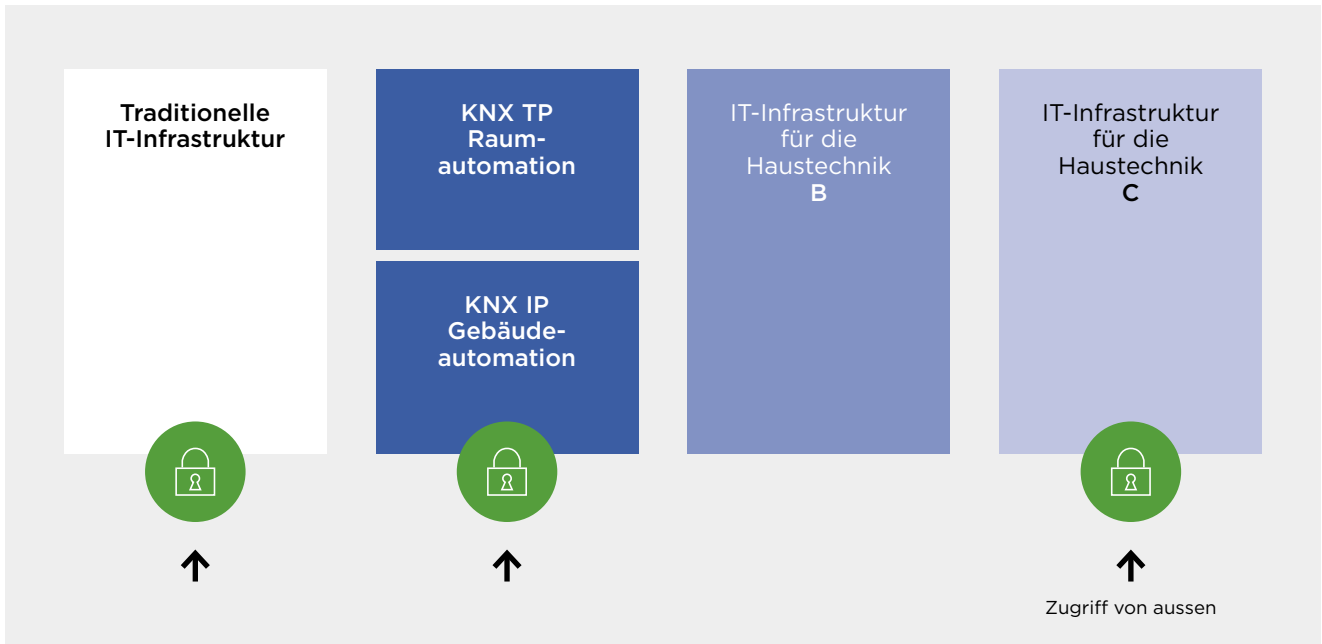 Traditionelle
IT-Infrastruktur
KNX TP
Raum-
automation
KNX IP
Gebäude-
automation
IT-Infrastruktur
für die
Haustechnik
B
IT-Infrastruktur
für die
Haustechnik
C
Zugriff von aussen